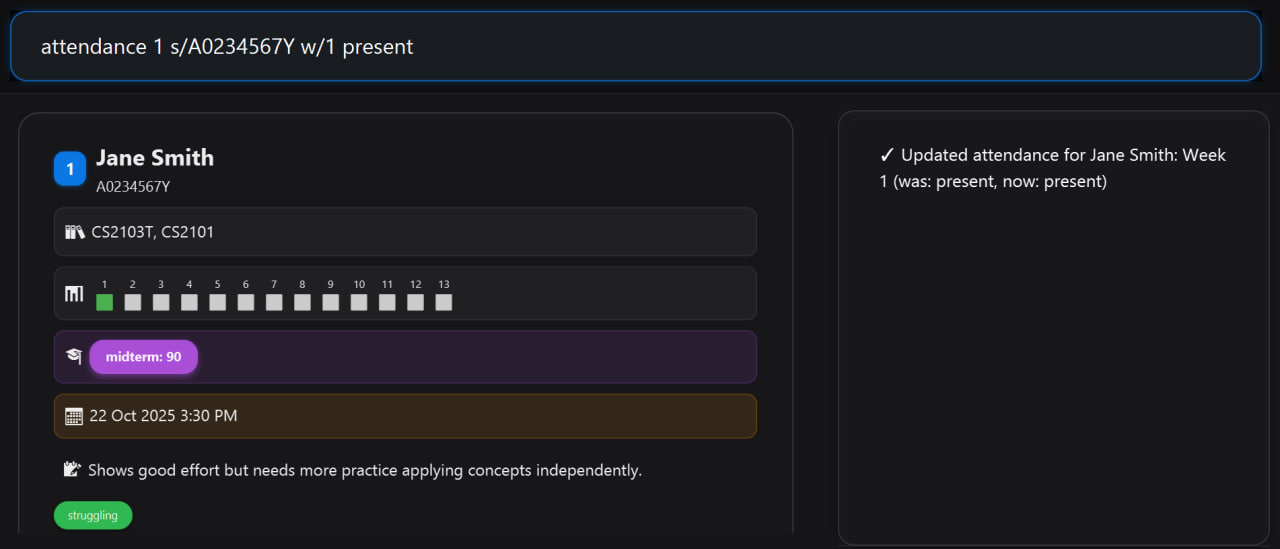 attendance 1 s/A0234567Y w/1 present
1
Jane Smith
A0234567Y
CS2103T, CS2101
1 2 3 4 5 6 7 8 9 10 11 12 13
midterm: 90
22 Oct 2025 3:30 PM
Shows good effort but needs more practice applying concepts independently.
struggling
✓ Updated attendance for Jane Smith: Week
1 (was: present, now: present)